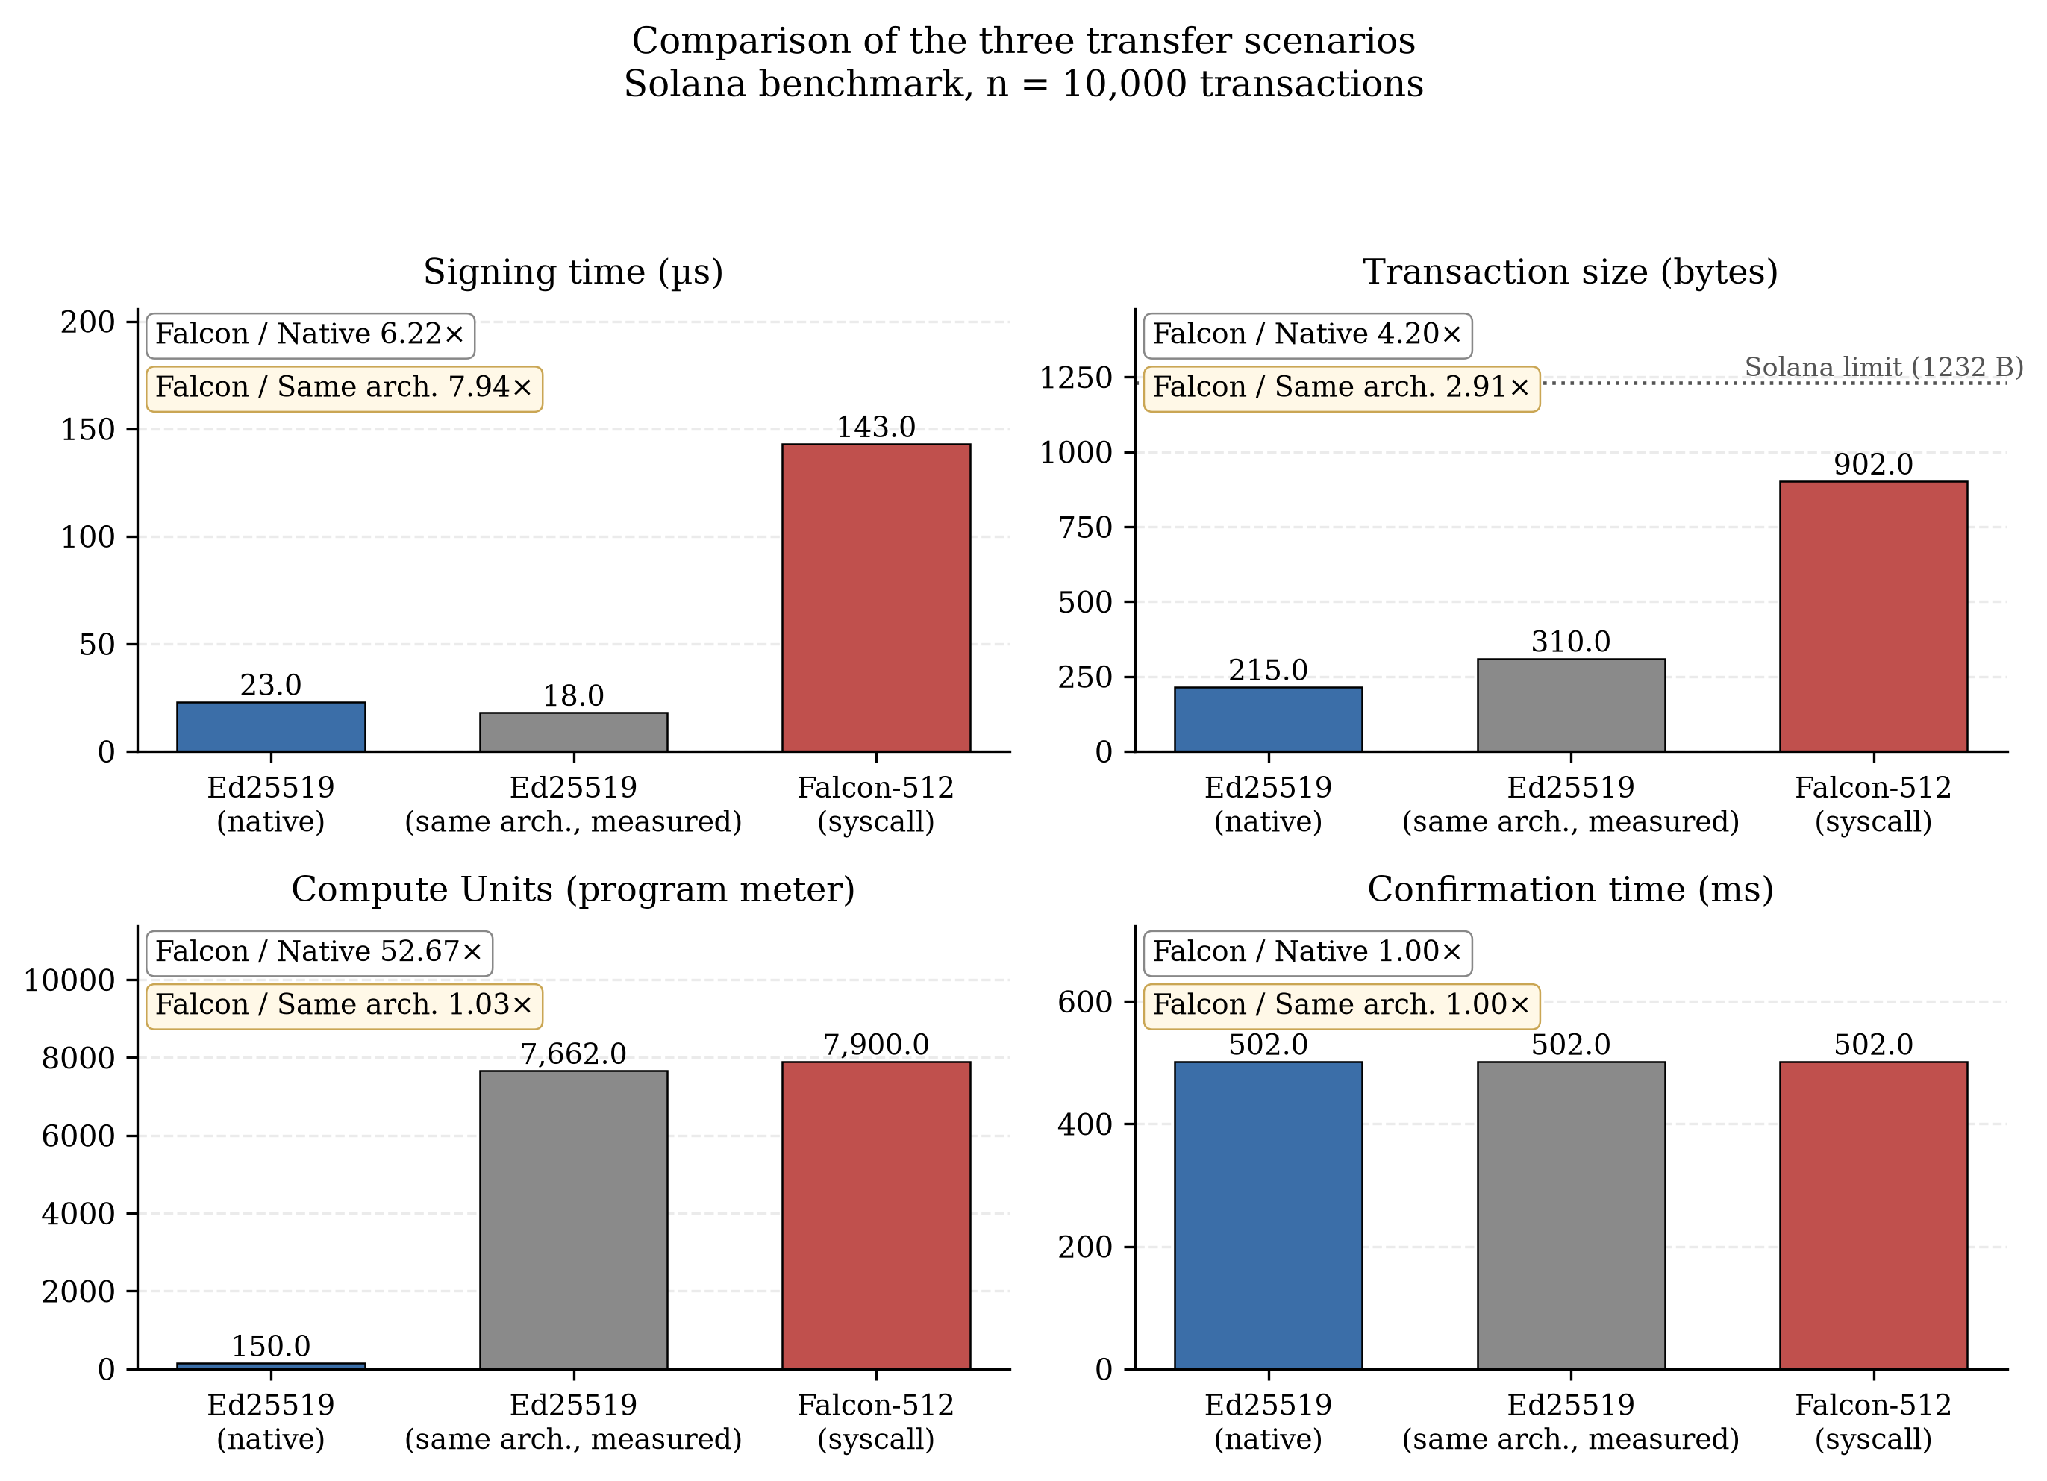 Comparison of the three transfer scenarios
Solana benchmark, n = 10,000 transactions
Signing time (µs)
200
150
100
50
0
Falcon / Native 6.22×
Falcon / Same arch. 7.94×
23.0
18.0
143.0
Ed25519
(native)
Ed25519
(same arch., measured)
Falcon-512
(syscall)
Transaction size (bytes)
1250
1000
750
500
250
0
Falcon / Native 4.20×
Falcon / Same arch. 2.91×
Solana limit (1232 B)
215.0
310.0
902.0
Ed25519
(native)
Ed25519
(same arch., measured)
Falcon-512
(syscall)
Compute Units (program meter)
10000
8000
6000
4000
2000
0
Falcon / Native 52.67×
Falcon / Same arch. 1.03×
150.0
7,662.0
7,900.0
Ed25519
(native)
Ed25519
(same arch., measured)
Falcon-512
(syscall)
Confirmation time (ms)
600
400
200
0
Falcon / Native 1.00×
Falcon / Same arch. 1.00×
502.0
502.0
502.0
Ed25519
(native)
Ed25519
(same arch., measured)
Falcon-512
(syscall)